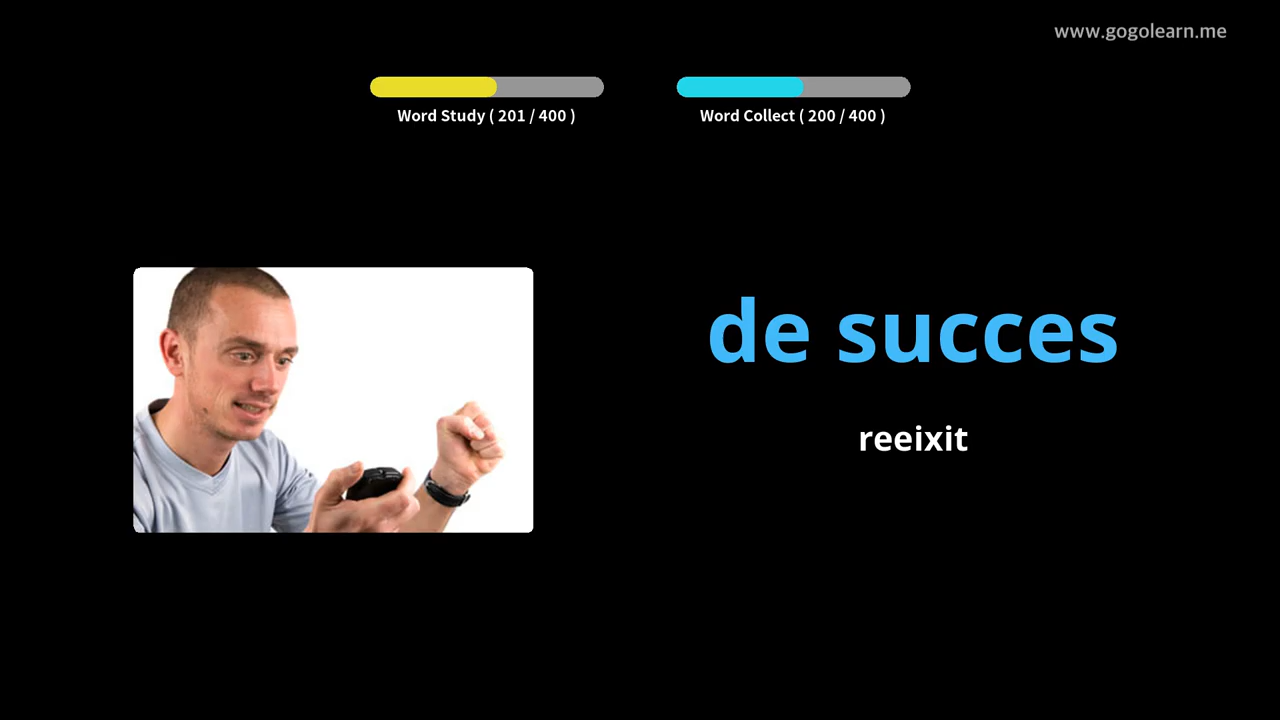 www.gogolearn.me
Word Study ( 201 / 400 )
Word Collect ( 200 / 400 )
de succes
reeixit